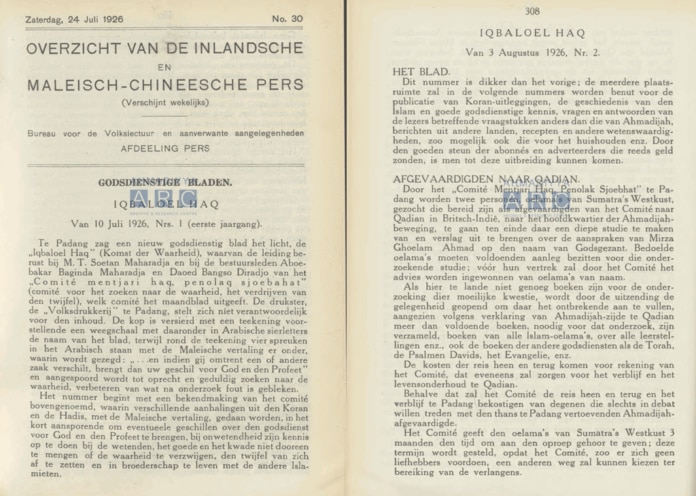 Zaterdag, 24 Juli 1926 No. 30
OVERZICHT VAN DE INLANDSCHE
EN
MALEISCH-CHINEESCHE PERS
(Verschijnt wekelijks)
Bureau voor de Volkslectuur en aanverwante aangelegenheden
AFDEELING PERS
GODSDIENSTIGE BLADEN.
IQBALOEL HAQ
Van 10 Juli 1926, Nrs. 1 (eerste jaargang).
Te Padang zag een nieuw godsdienstig blad het licht, de
„Iqbaloel Haq" (Komst der Waarheid), waarvan de leiding be-
rust bij M. T. Soetan Maharadja en bij de bestuursleden Aboe-
bakar Baginda Maharadja en Daoed Bangso Diradjo van het
„Comité mentjari haq, penolaq sjoebahat"
(comité voor het zoeken naar de waarheid, het verdrijven van
den twijfel), welk comité het maandblad uitgeeft. De drukster,
de „Volksdrukkerij" te Padang, stelt zich niet verantwoordelijk
voor den inhoud. De kop is versierd met een teekening voor-
stellende een weegschaal met daaronder in Arabische sierletters
de naam van het blad, terwijl rond de teekening vier spreuken
in het Arabisch staan met de Maleische vertaling er onder,
waarin wordt gezegd: „... en indien gij omtrent een of andere
zaak verschilt, brengt dan uw geschil voor God en den Profeet"
en aangespoord wordt tot oprecht en geduldig zoeken naar de
waarheid, verbeteren van wat na onderzoek fout is gebleken.
Het nummer begint met een bekendmaking van het comité
bovengenoemd, waarin verschillende aanhalingen uit den Koran
en de Hadis, met de Maleische vertaling, gedaan worden, in het
kort aansporende om eventueele geschillen over den godsdienst
voor God en den Profeet te brengen, bij onwetendheid zijn kennis
op te doen bij de wetenden, het goede en het kwade niet dooreen
te mengen of de waarheid te verzwijgen, den twijfel van zich
af te zetten en in broederschap te leven met de andere Isla-
mieten.
308
IQBALOEL HAQ
Van 3 Augustus 1926, Nr. 2.
HET BLAD.
Dit nummer is dikker dan het vorige; de meerdere plaats-
ruimte zal in de volgende nummers worden benut voor de
publicatie van Koran-uitleggingen, de geschiedenis van den
Islam en goede godsdienstige kennis, vragen en antwoorden van
de lezers betreffende vraagstukken anders dan die van Ahmadijah,
berichten uit andere landen, recepten en andere wetenswaardig-
heden, zoo mogelijk ook die voor het huishouden enz. Door
den goeden steun der abonnés en adverteerders die reeds geld
zonden, is men tot deze uitbreiding kunnen komen.
AFGEVAARDIGDEN NAAR QADIAN.
Door het „Comité Mentjari Haq Penolak Sjoebhat" te Pa-
dang worden twee van Sumatra's Westkust,
gezocht die bereid zijn als afgevaardigden van het Comité naar
Qadian in Britsch-Indië, naar het hoofdkwartier der Ahmadijah-
beweging, te gaan ten einde daar een diepe studie te maken
van en verslag uit te brengen over de aanspraken van Mirza
Gholam Ahmad op den naam van Godsgezant. Bedoelde
oelama's moeten voldoenden aanleg bezitten voor die onder-
zoekende studie; vóór hun vertrek zal door het Comité het
advies worden ingewonnen van oelama's van naam.
Als hier te lande niet genoeg boeken zijn voor de onder-
zoeking dier moeilijke kwestie, wordt door de uitzending de
gelegenheid geopend om daar het ontbrekende aan te vullen,
aangezien volgens verklaring van Ahmadijah-zijde te Qadian
meer dan voldoende boeken, noodig voor dat onderzoek, zijn
verzameld, boeken van alle Islam-oelama's, over alle leerstel-
lingen enz., ook de boeken der andere godsdiensten als de Torah,
de Psalmen Davids, het Evangelie, enz.
De kosten der reis heen en terug komen voor rekening van
het Comité, dat eveneens zal zorgen voor het verblijf en het
levensonderhoud te Qadian.
Behalve dat zal het Comité de reis heen en terug en het
verblijf te Padang bekostigen van degenen die slechts in debat
willen treden met den thans te Padang vertoevenden Ahmadijah-
afgevaardigde.
Het Comité geeft den oelama's van Sumatra's Westkust 3
maanden den tijd om aan den oproep gehoor te geven; deze
termijn wordt gesteld, opdat het Comité, zoo er zich geen
liefhebbers voordoen, een anderen weg zal kunnen kiezen ter
bereiking van de verlangens.
ARC
ARC